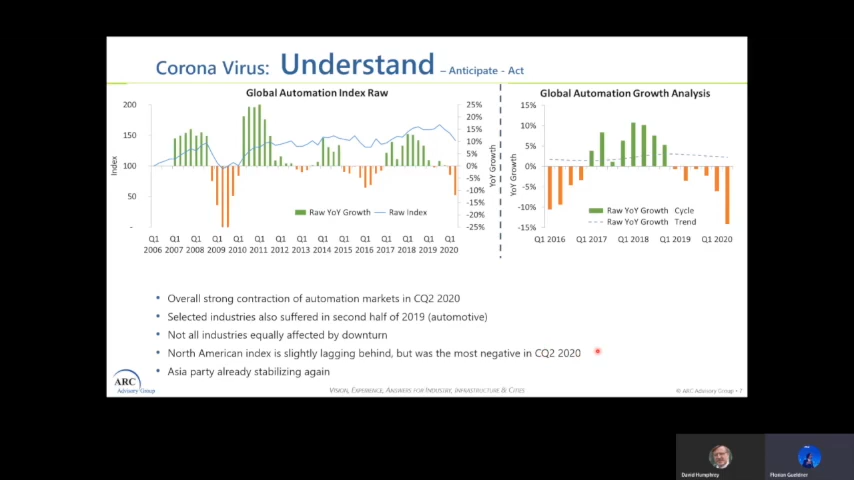 Corona Virus: Understand – Anticipate - Act
Global Automation Index Raw
200
150
100
50
-
Index
25%
20%
15%
10%
5%
0%
-5%
-10%
-15%
-20%
-25%
YoY Growth
Raw YoY Growth
Raw Index
Q1 Q1 Q1 Q1 Q1 Q1 Q1 Q1 Q1 Q1 Q1 Q1 Q1 Q1 Q1
2006 2007 2008 2009 2010 2011 2012 2013 2014 2015 2016 2017 2018 2019 2020
Global Automation Growth Analysis
15%
10%
5%
0%
-5%
-10%
-15%
YoY Growth
Raw YoY Growth Cycle
Raw YoY Growth Trend
Q1 2016 Q1 2017 Q1 2018 Q1 2019 Q1 2020
• Overall strong contraction of automation markets in CQ2 2020
• Selected industries also suffered in second half of 2019 (automotive)
• Not all industries equally affected by downturn
• North American index is slightly lagging behind, but was the most negative in CQ2 2020
• Asia party already stabilizing again
ARC
Advisory Group
Vision, Experience, Answers for Industry, Infrastructure & Cities
© ARC Advisory Group • 7
David Humphrey
Florian Gueldner